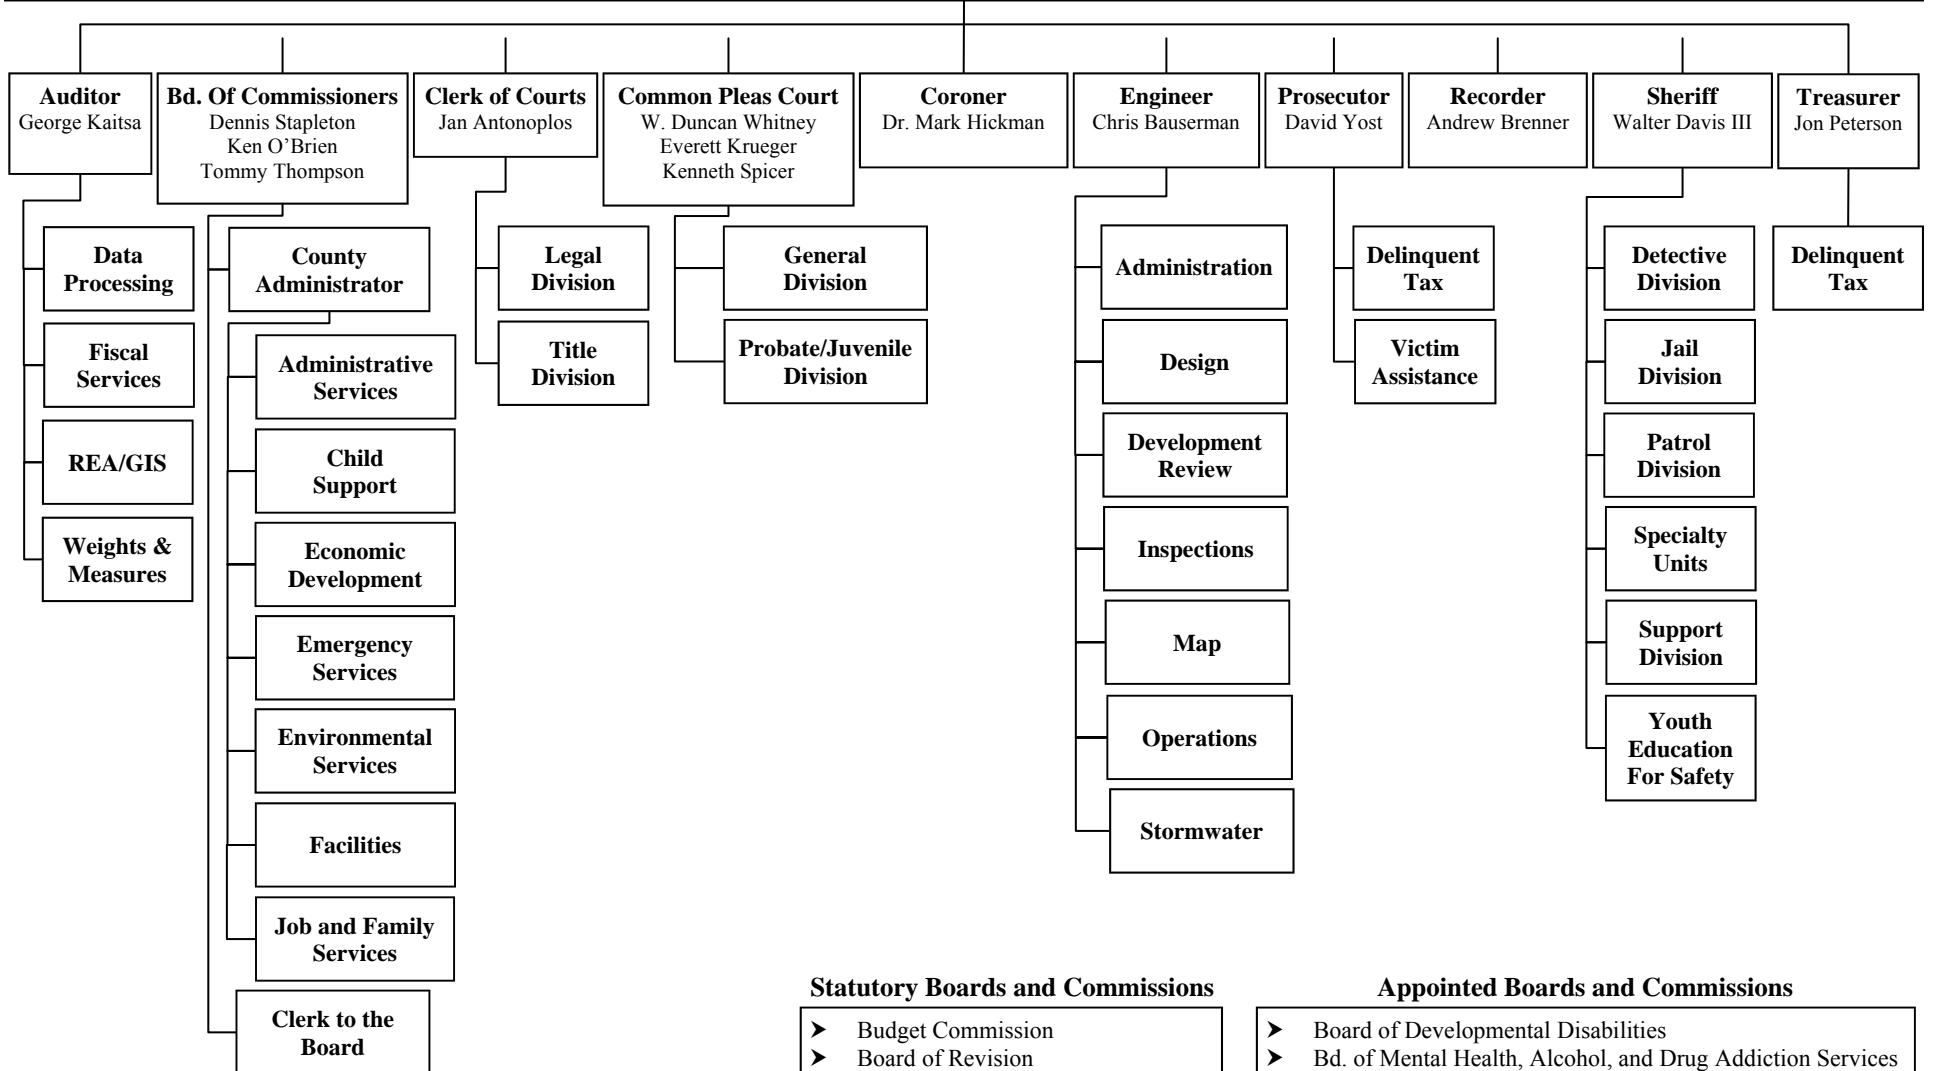 Auditor
George Kaitsa
Bd. Of Commissioners
Dennis Stapleton
Ken O’Brien
Tommy Thompson
Clerk of Courts
Jan Antonoplos
Common Pleas Court
W. Duncan Whitney
Everett Krueger
Kenneth Spicer
Coroner
Dr. Mark Hickman
Engineer
Chris Bauserman
Prosecutor
David Yost
Recorder
Andrew Brenner
Sheriff
Walter Davis III
Treasurer
Jon Peterson
Data
Processing
Fiscal
Services
REA/GIS
Weights &
Measures
County
Administrator
Administrative
Services
Child
Support
Economic
Development
Emergency
Services
Environmental
Services
Facilities
Job and Family
Services
Clerk to the
Board
Legal
Division
Title
Division
General
Division
Probate/Juvenile
Division
Administration
Design
Development
Review
Inspections
Map
Operations
Stormwater
Delinquent
Tax
Victim
Assistance
Detective
Division
Jail
Division
Patrol
Division
Specialty
Units
Support
Division
Youth
Education
For Safety
Delinquent
Tax
Statutory Boards and Commissions
➤ Budget Commission
➤ Board of Revision
Appointed Boards and Commissions
➤ Board of Developmental Disabilities
➤ Bd. of Mental Health, Alcohol, and Drug Addiction Services